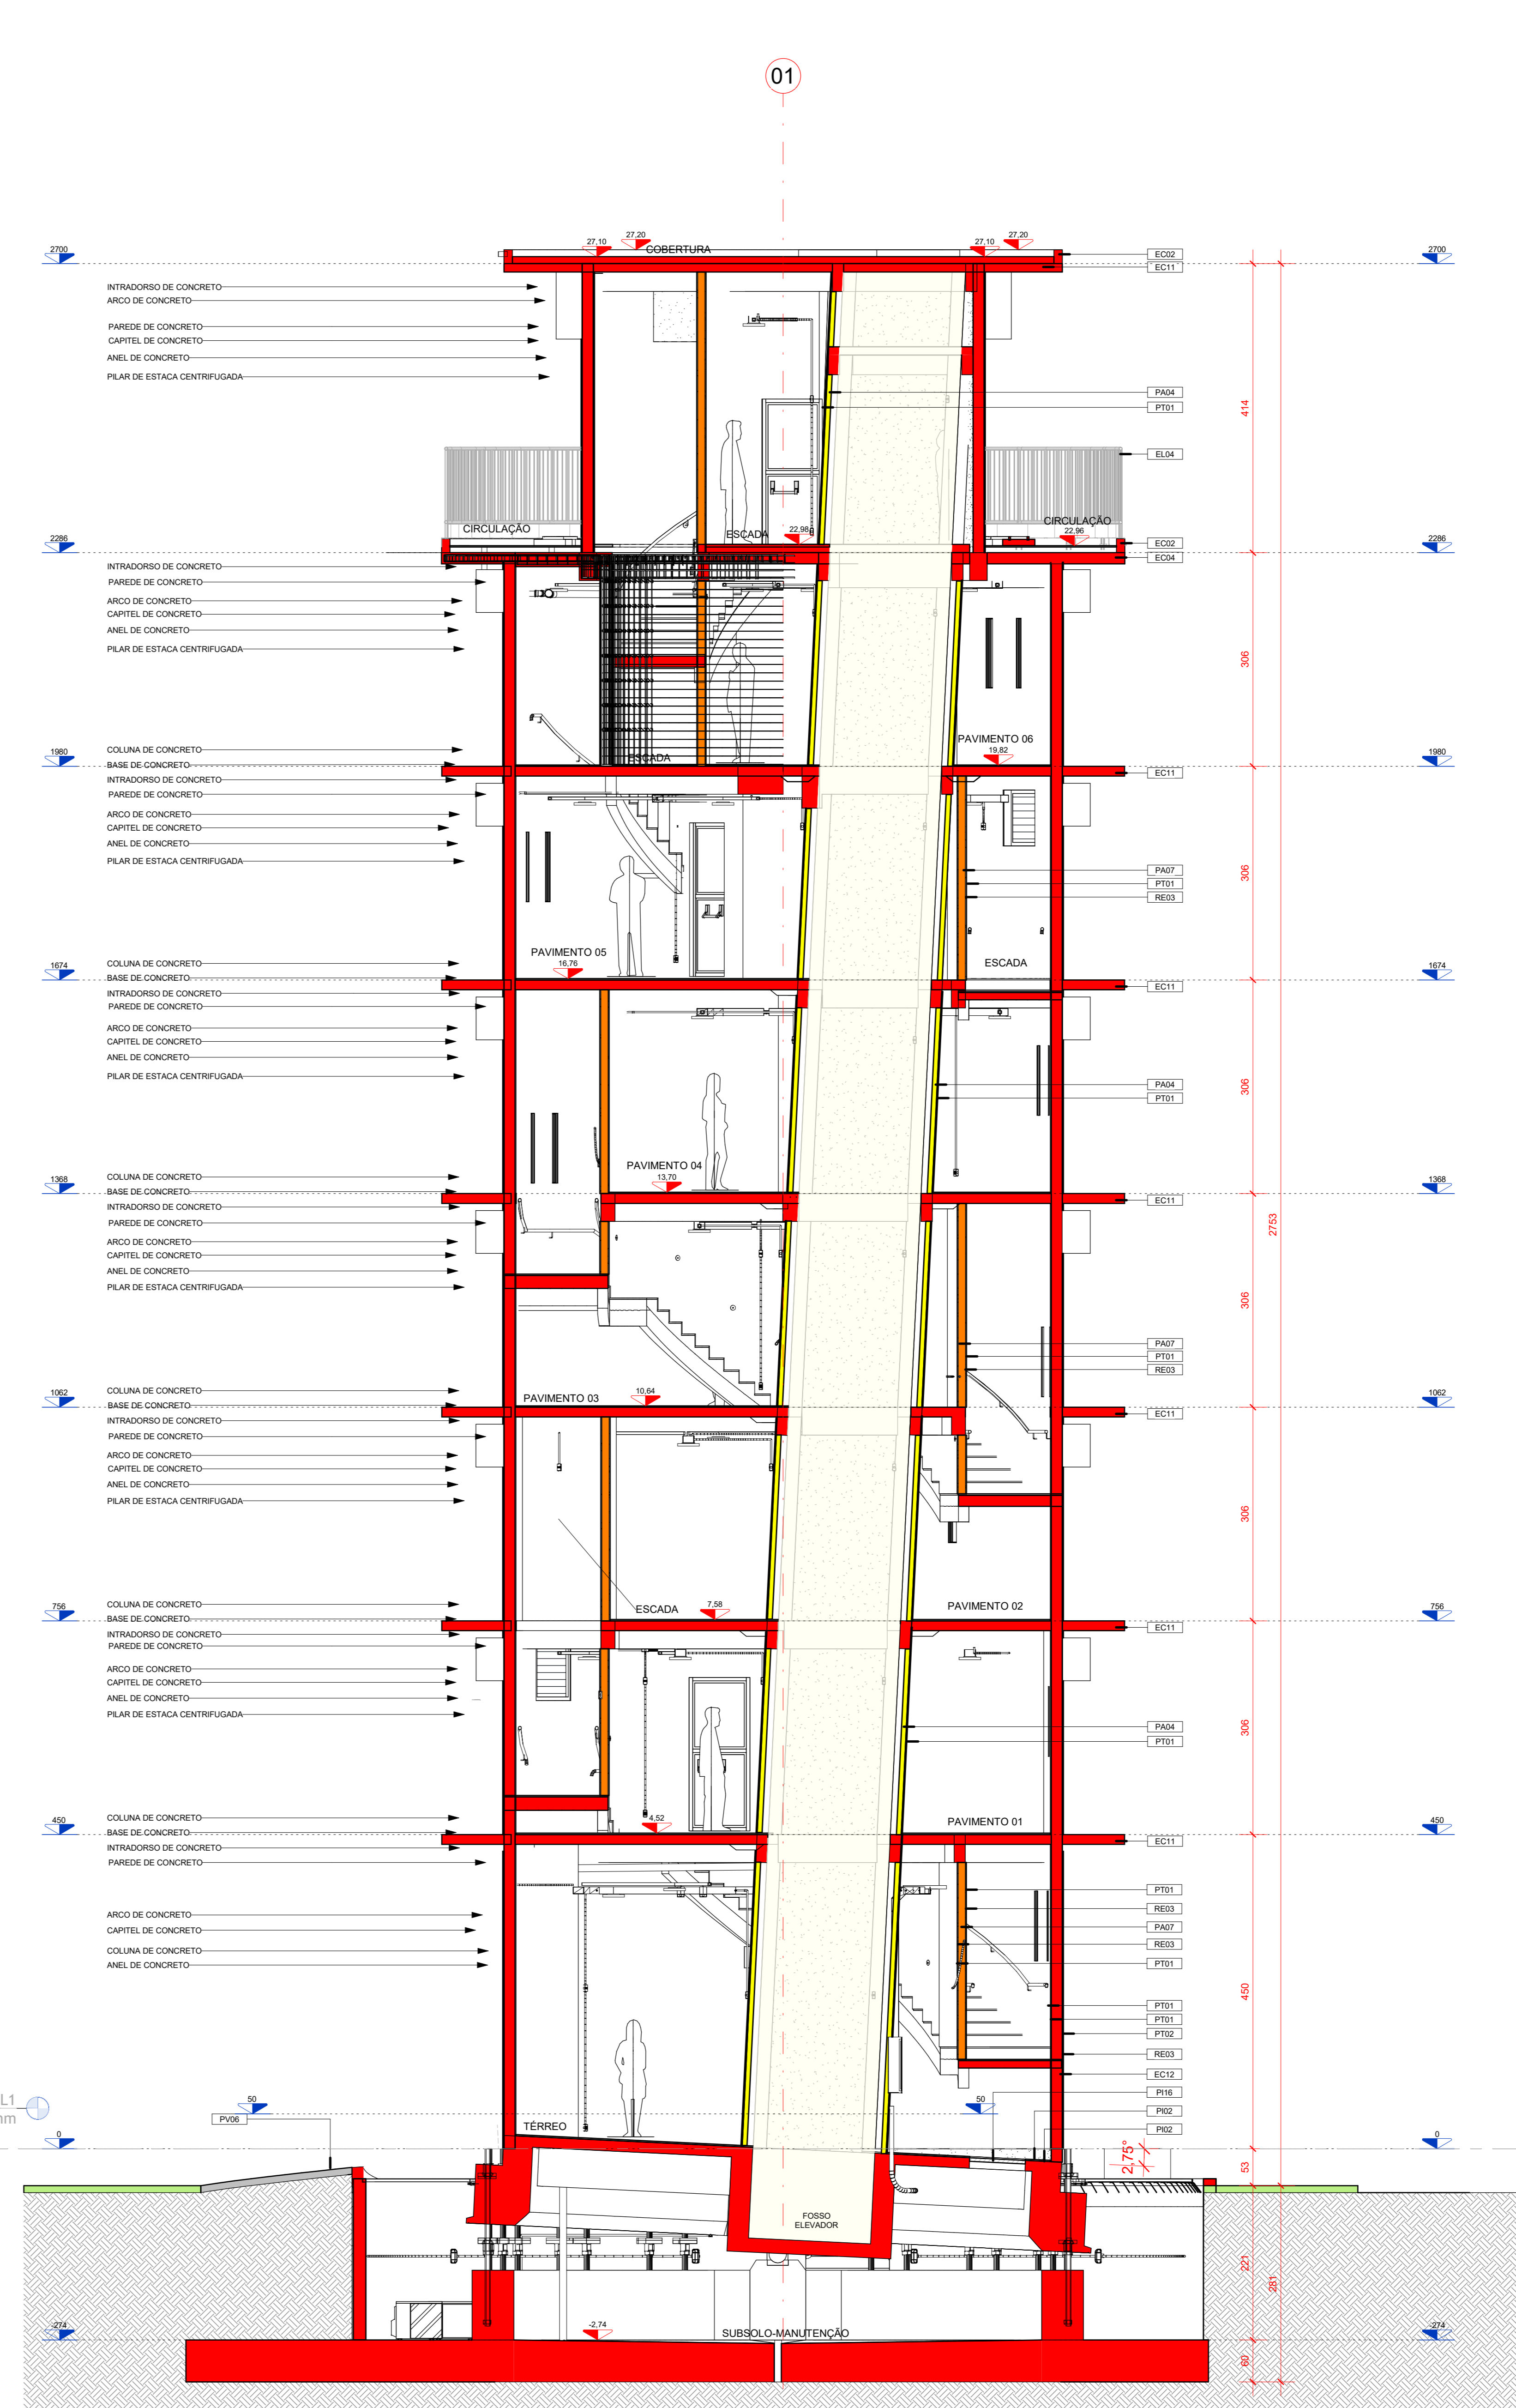 01
27,20
27,20
27,10
27,10
COBERTURA
2700
2700
EC02
EC11
INTRADORSO DE CONCRETO
ARCO DE CONCRETO
PAREDE DE CONCRETO
CAPITEL DE CONCRETO
ANEL DE CONCRETO
PILAR DE ESTACA CENTRIFUGADA
PA04
PT01
414
EL04
CIRCULAÇÃO
ESCADA
22,98
CIRCULAÇÃO
22,96
2286
2286
EC02
EC04
INTRADORSO DE CONCRETO
PAREDE DE CONCRETO
ARCO DE CONCRETO
CAPITEL DE CONCRETO
ANEL DE CONCRETO
PILAR DE ESTACA CENTRIFUGADA
306
PAVIMENTO 06
19,82
COLUNA DE CONCRETO
ESCADA
BASE DE CONCRETO
1980
1980
EC11
INTRADORSO DE CONCRETO
PAREDE DE CONCRETO
ARCO DE CONCRETO
CAPITEL DE CONCRETO
ANEL DE CONCRETO
PILAR DE ESTACA CENTRIFUGADA
PA07
PT01
RE03
306
PAVIMENTO 05
16,76
ESCADA
COLUNA DE CONCRETO
BASE DE CONCRETO
1674
1674
EC11
INTRADORSO DE CONCRETO
PAREDE DE CONCRETO
ARCO DE CONCRETO
CAPITEL DE CONCRETO
ANEL DE CONCRETO
PILAR DE ESTACA CENTRIFUGADA
PA04
PT01
306
PAVIMENTO 04
13,70
COLUNA DE CONCRETO
BASE DE CONCRETO
1368
1368
EC11
INTRADORSO DE CONCRETO
PAREDE DE CONCRETO
2753
ARCO DE CONCRETO
CAPITEL DE CONCRETO
ANEL DE CONCRETO
PILAR DE ESTACA CENTRIFUGADA
306
PA07
PT01
RE03
PAVIMENTO 03
10,64
COLUNA DE CONCRETO
BASE DE CONCRETO
1062
1062
EC11
INTRADORSO DE CONCRETO
PAREDE DE CONCRETO
ARCO DE CONCRETO
CAPITEL DE CONCRETO
ANEL DE CONCRETO
PILAR DE ESTACA CENTRIFUGADA
306
ESCADA
7,58
PAVIMENTO 02
COLUNA DE CONCRETO
BASE DE CONCRETO
756
756
EC11
INTRADORSO DE CONCRETO
PAREDE DE CONCRETO
ARCO DE CONCRETO
CAPITEL DE CONCRETO
ANEL DE CONCRETO
PILAR DE ESTACA CENTRIFUGADA
PA04
PT01
306
4,52
PAVIMENTO 01
COLUNA DE CONCRETO
BASE DE CONCRETO
450
450
EC11
INTRADORSO DE CONCRETO
PAREDE DE CONCRETO
ARCO DE CONCRETO
CAPITEL DE CONCRETO
COLUNA DE CONCRETO
ANEL DE CONCRETO
PT01
RE03
PA07
RE03
PT01
450
PT01
PT01
PT02
RE03
EC12
PI16
PI02
PI02
L1
PV06
50
50
TÉRREO
0
0
2,75°
53
FOSSO
ELEVADOR
221
281
-274
-2,74
SUBSOLO-MANUTENÇÃO
-274
60